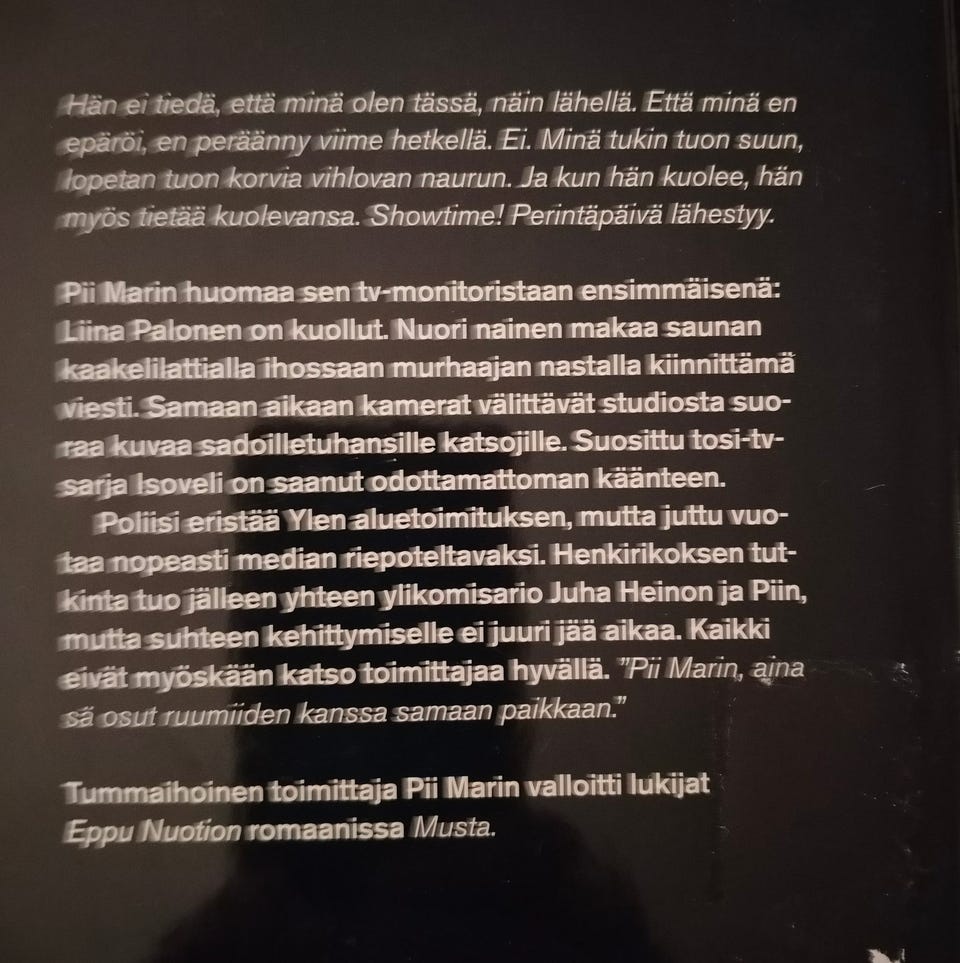 Hän ei tiedä, että minä olen tässä, näin lähellä. Että minä en
epäröi, en peräänny viime hetkellä. Ei. Minä tukin tuon suun,
lopetan tuon korvia vihlovan naurun. Ja kun hän kuolee, hän
myös tietää kuolevansa. Showtime! Perintäpäivä lähestyy.
Pii Marin huomaa sen tv-monitoristaan ensimmäisenä:
Liina Palonen on kuollut. Nuori nainen makaa saunan
kaakelilattialla ihossaan murhaajan nastalla kiinnittämä
viesti. Samaan aikaan kamerat välittävät studiosta suo-
raa kuvaa sadoilletuhansille katsojille. Suosittu tosi-tv-
sarja Isoveli on saanut odottamattoman käänteen.
Poliisi eristää Ylen aluetoimituksen, mutta juttu vuo-
taa nopeasti median riepoteltavaksi. Henkirikoksen tut-
kinta tuo jälleen yhteen ylikomisario Juha Heinon ja Piin,
mutta suhteen kehittymiselle ei juuri jää aikaa. Kaikki
eivät myöskään katso toimittajaa hyvällä. "Pii Marin, aina
sä osut ruumiiden kanssa samaan paikkaan."
Tummaihoinen toimittaja Pii Marin valloitti lukijat
Eppu Nuotion romaanissa Musta.